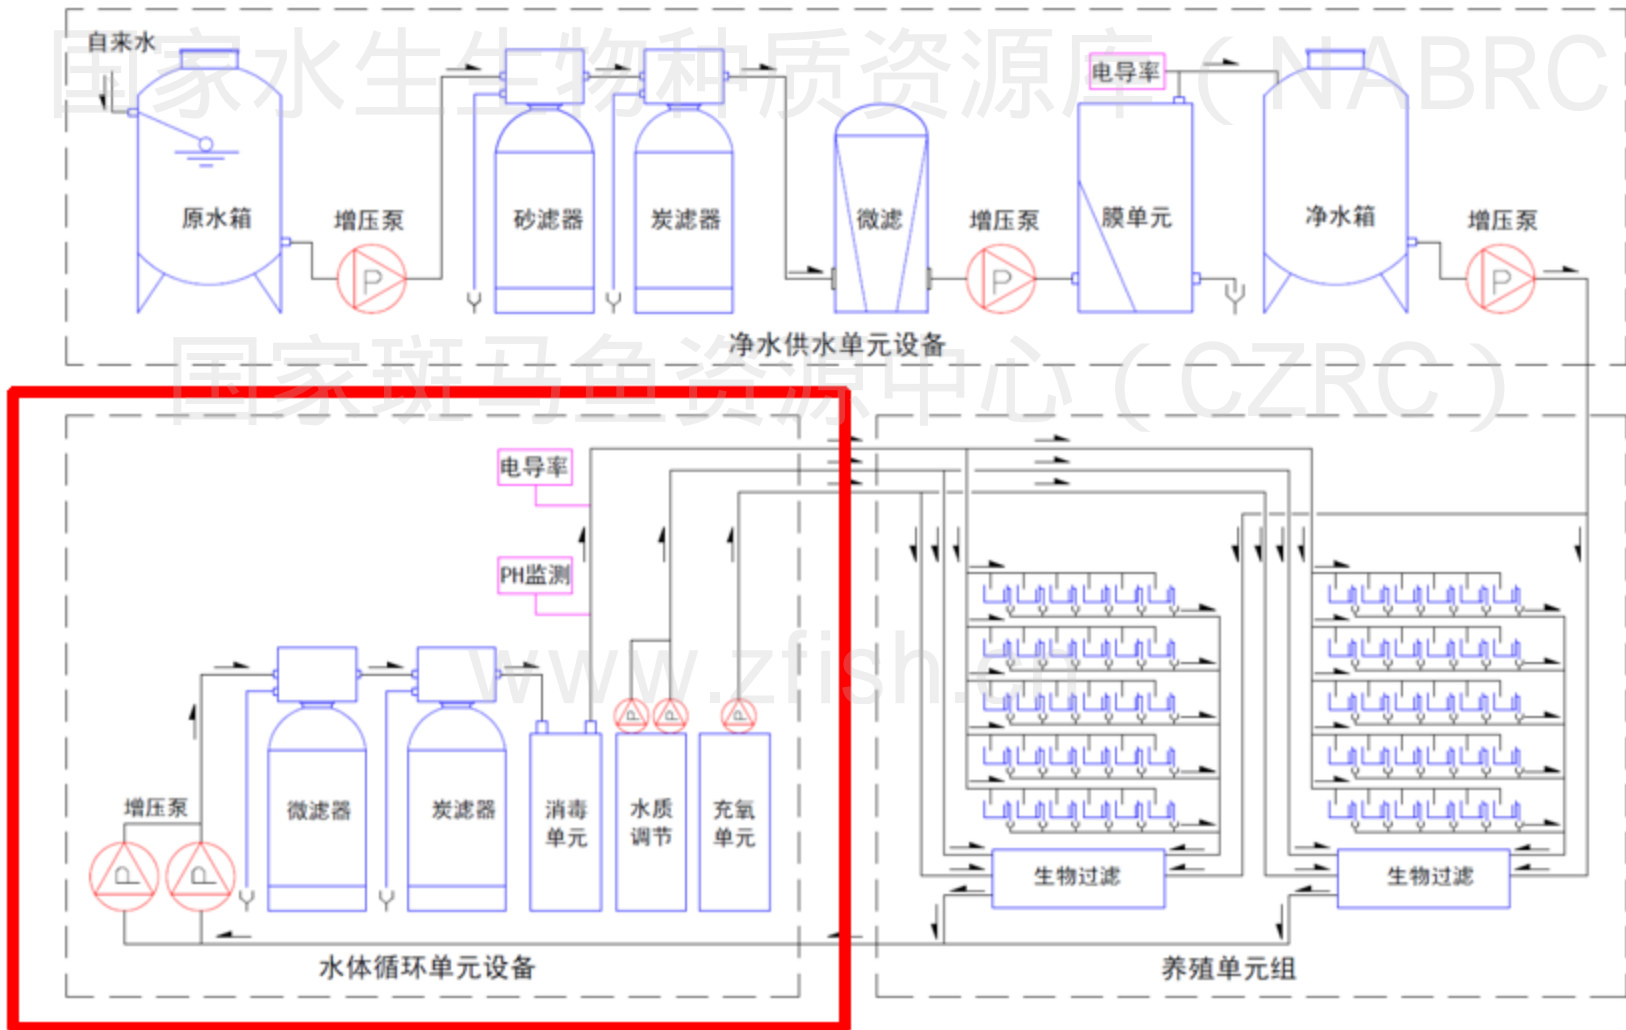 国家水生生物种质资源库（NABRC
自来水
电导率
原水箱
增压泵
砂滤器
炭滤器
微滤
增压泵
膜单元
净水箱
增压泵
P
P
P
净水供水单元设备
国家斑马鱼资源中心（CZRC）
电导率
PH监测
www.zfish.cn
P
P
P
增压泵
微滤器
炭滤器
消毒
单元
水质
调节
充氧
单元
P
P
生物过滤
生物过滤
水体循环单元设备
养殖单元组